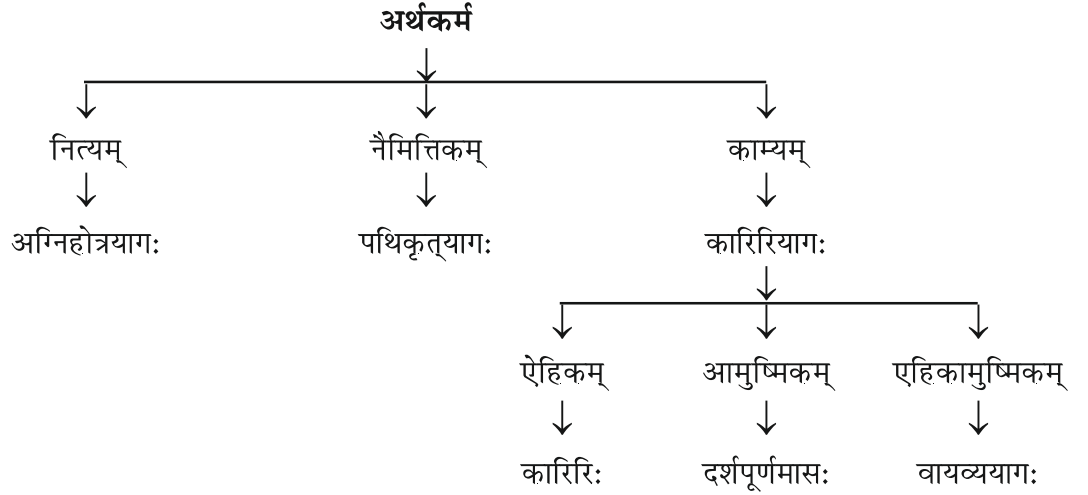 अर्थकर्म
नित्यम् नैमित्तिकम् काम्यम्
अग्निहोत्रयागः पथिकृत्‌यागः कारिरियागः
ऐहिकम् आमुष्मिकम् एहिकामुष्मिकम्
कारिरिः दर्शपूर्णमासः वायव्ययागः